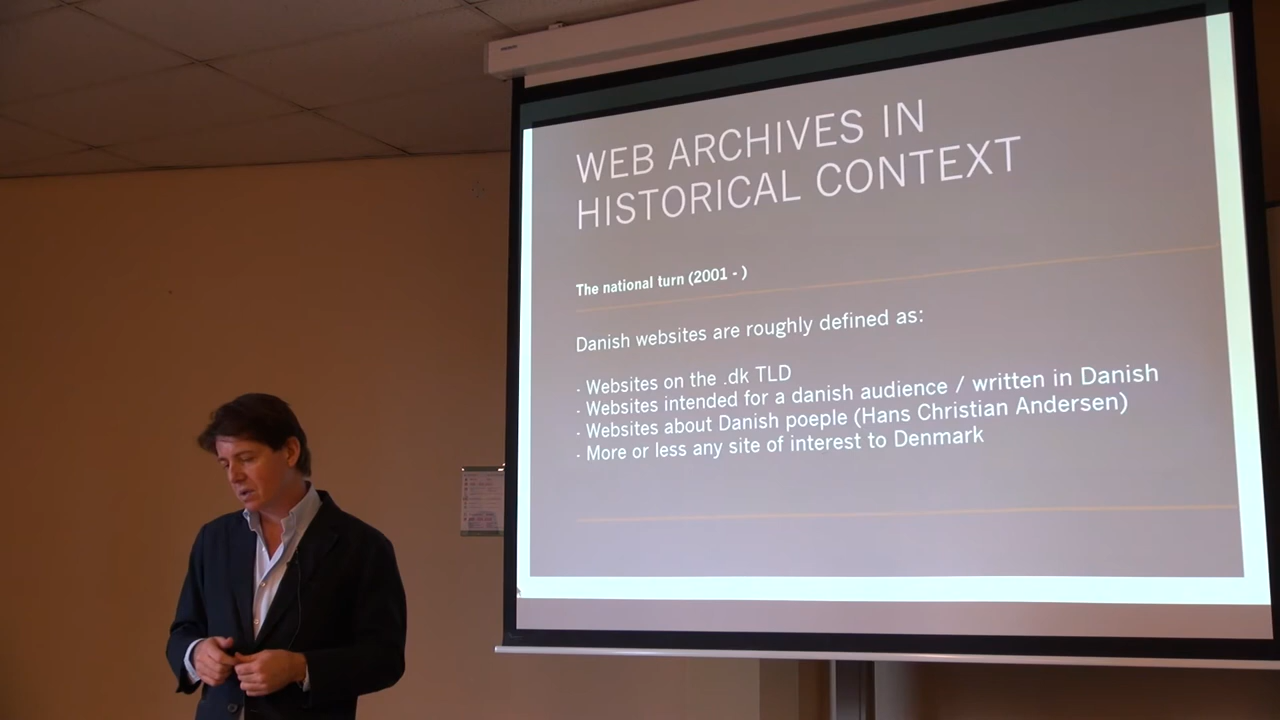 WEB ARCHIVES IN
HISTORICAL CONTEXT
The national turn (2001 - )
Danish websites are roughly defined as:
- Websites on the .dk TLD
- Websites intended for a danish audience / written in Danish
- Websites about Danish poeple (Hans Christian Andersen)
- More or less any site of interest to Denmark